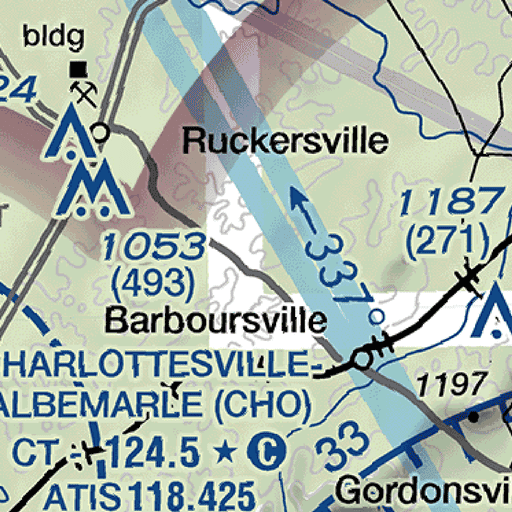 bldg
24
Ruckersville
1187
(271)
1053
(493)
337°
Barboursville
HARLOTTESVILLE-
ALBEMARLE (CHO)
1197
CT - 124.5 ★ C
33
ATIS 118.425
Gordonsvi